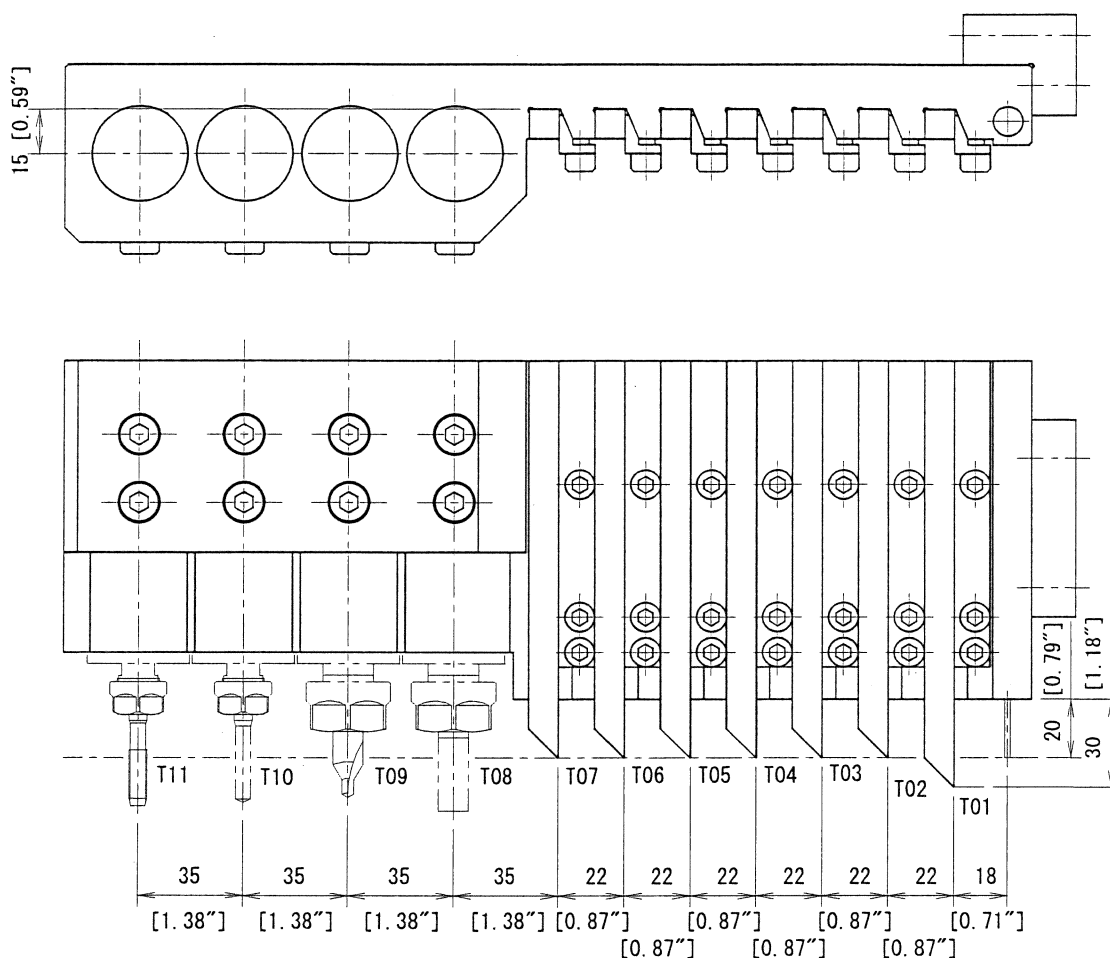 15 [0.59″]
[0.79″]
[1.18″]
20
30
T11
T10
T09
T08
T07
T06
T05
T04
T03
T02
T01
35 35 35 35 22 22 22 22 22 22 18
[1.38″] [1.38″] [1.38″] [1.38″] [0.87″] [0.87″] [0.87″] [0.71″]
[0.87″] [0.87″] [0.87″]